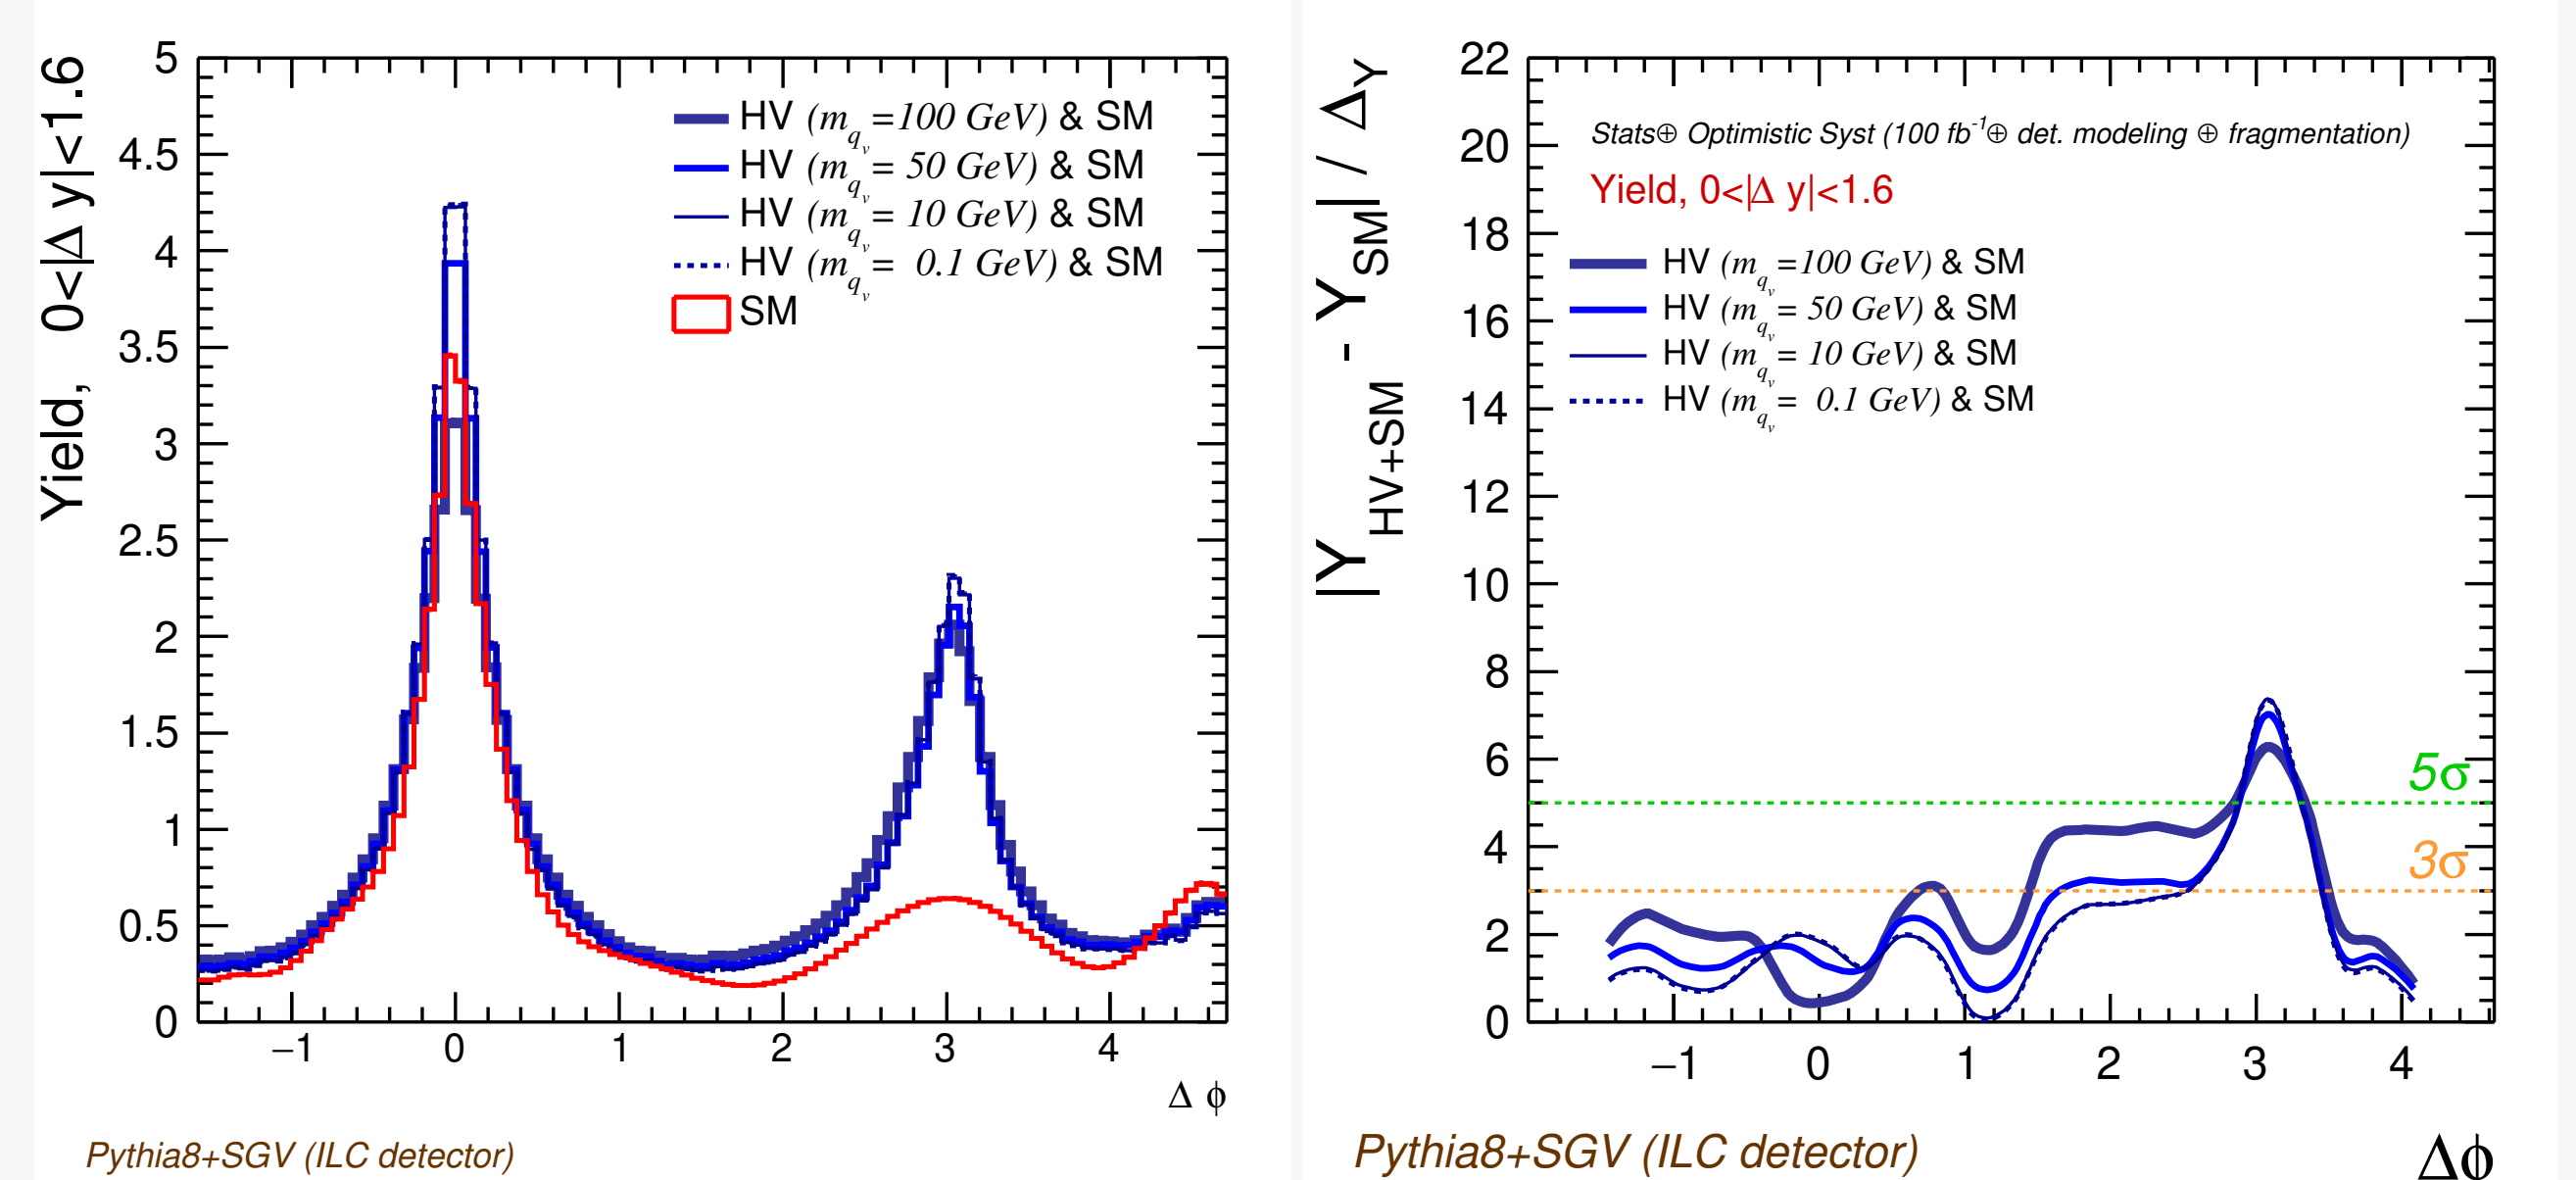 Yield, 0<|Δ y|<1.6
5
4.5
4
3.5
3
2.5
2
1.5
1
0.5
0
HV (m_{q_v} =100 GeV) & SM
HV (m_{q_v} = 50 GeV) & SM
HV (m_{q_v} = 10 GeV) & SM
HV (m_{q_v} = 0.1 GeV) & SM
SM
−1 0 1 2 3 4
Δ ϕ
Pythia8+SGV (ILC detector)
|Y_{HV+SM} - Y_{SM}| / Δ_Y
22
20
18
16
14
12
10
8
6
4
2
0
Stats⊕ Optimistic Syst (100 fb^{-1}⊕ det. modeling ⊕ fragmentation)
Yield, 0<|Δ y|<1.6
HV (m_{q_v} =100 GeV) & SM
HV (m_{q_v} = 50 GeV) & SM
HV (m_{q_v} = 10 GeV) & SM
HV (m_{q_v} = 0.1 GeV) & SM
5σ
3σ
−1 0 1 2 3 4
Δϕ
Pythia8+SGV (ILC detector)